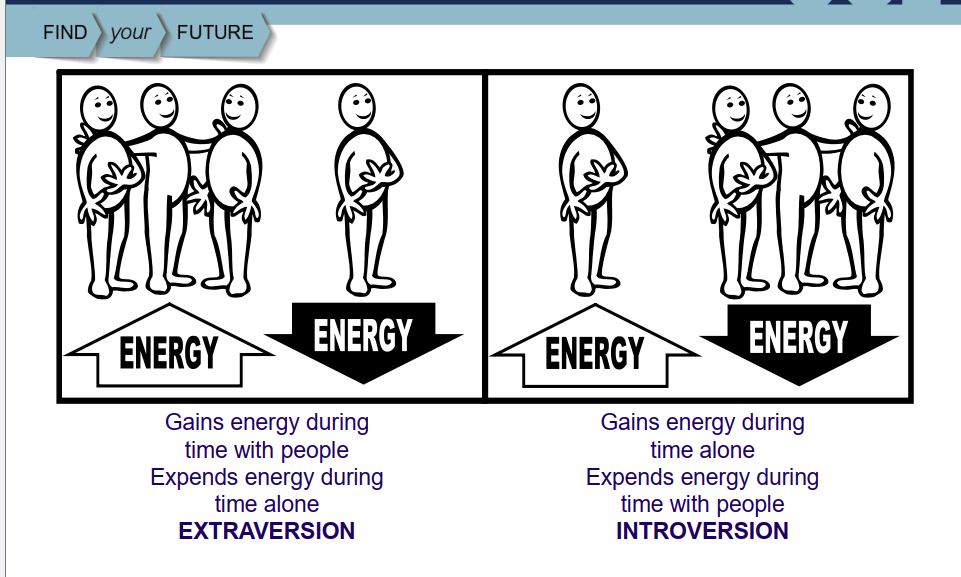 FIND your FUTURE
ENERGY
ENERGY
ENERGY
ENERGY
Gains energy during
time with people
Expends energy during
time alone
EXTRAVERSION
Gains energy during
time alone
Expends energy during
time with people
INTROVERSION